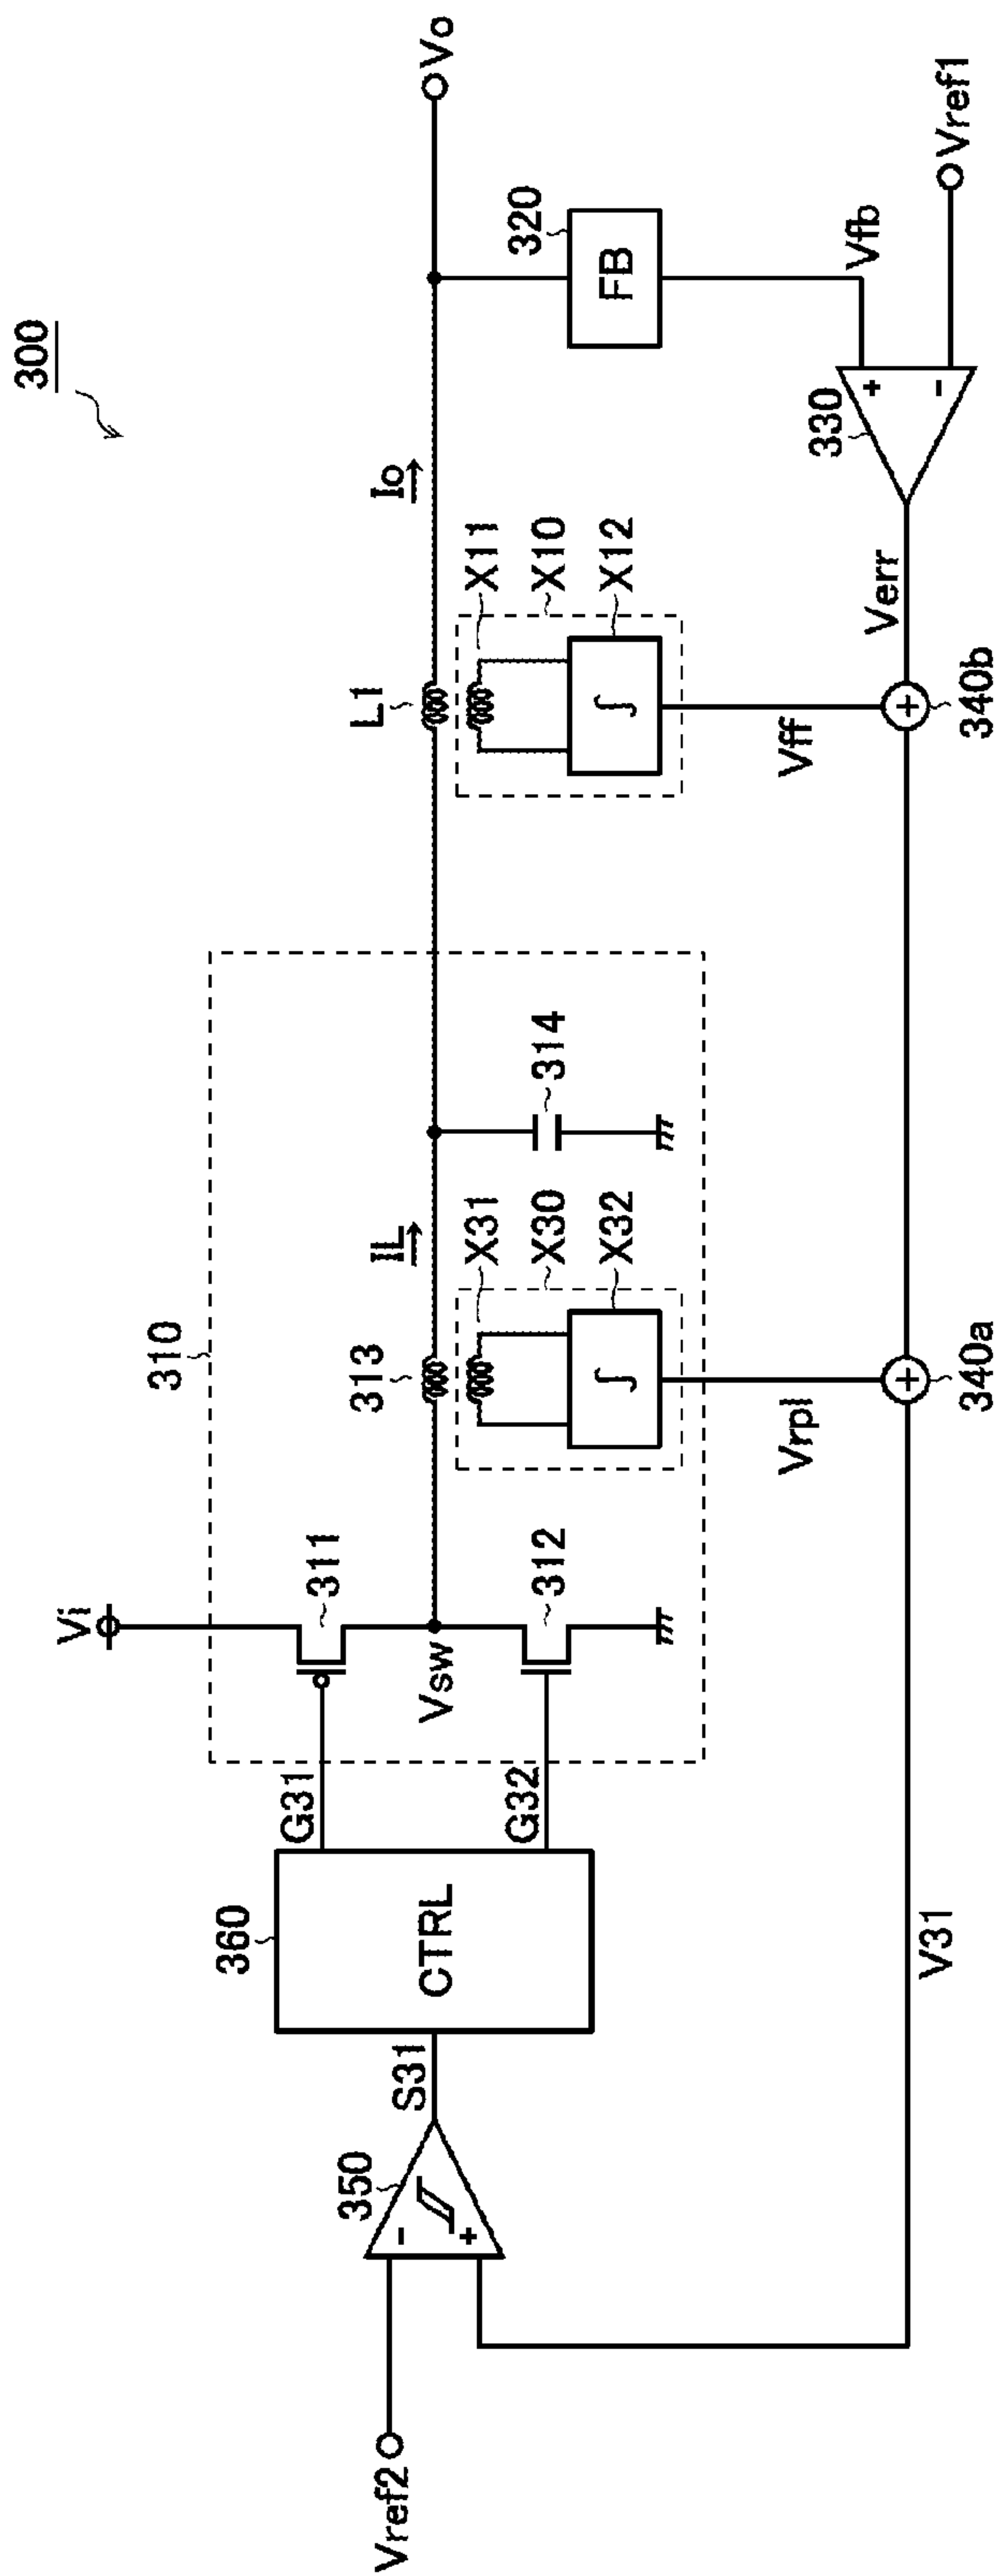 300
Vi
310
311
Vsw
312
G31
G32
360
CTRL
S31
350
-
+
Vref2
313
IL
X31
X30
X32
314
L1
Io
X11
X10
X12
∫
∫
Vo
320
FB
Vfb
Vref1
330
+
-
Verr
Vff
+
340b
Vrpl
+
340a
V31